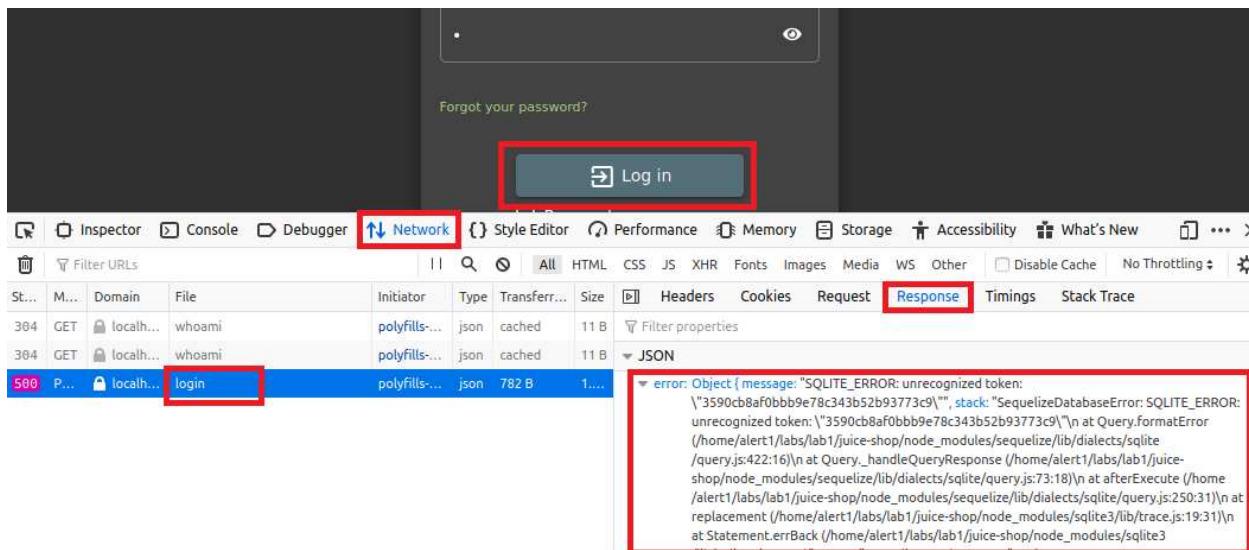 Forgot your password?
Log in
Inspector Console Debugger Network {} Style Editor Performance Memory Storage Accessibility What's New
Filter URLs All HTML CSS JS XHR Fonts Images Media WS Other Disable Cache No Throttling
St... M... Domain File Initiator Type Transferr... Size Headers Cookies Request Response Timings Stack Trace
304 GET localh... whoami polyfills-... json cached 11 B Filter properties
304 GET localh... whoami polyfills-... json cached 11 B JSON
500 P... localh... login polyfills-... json 782 B 1....
error: Object { message: "SQLITE_ERROR: unrecognized token:
\"3590cb8af0bbb9e78c343b52b93773c9\"", stack: "SequelizeDatabaseError: SQLITE_ERROR:
unrecognized token: \"3590cb8af0bbb9e78c343b52b93773c9\"\n at Query.formatError
(/home/alert1/labs/lab1/juice-shop/node_modules/sequelize/lib/dialects/sqlite
/query.js:422:16)\n at Query._handleQueryResponse (/home/alert1/labs/lab1/juice-
shop/node_modules/sequelize/lib/dialects/sqlite/query.js:73:18)\n at afterExecute (/home
/alert1/labs/lab1/juice-shop/node_modules/sequelize/lib/dialects/sqlite/query.js:250:31)\n at
replacement (/home/alert1/labs/lab1/juice-shop/node_modules/sqlite3/lib/trace.js:19:31)\n
at Statement.errBack (/home/alert1/labs/lab1/juice-shop/node_modules/sqlite3